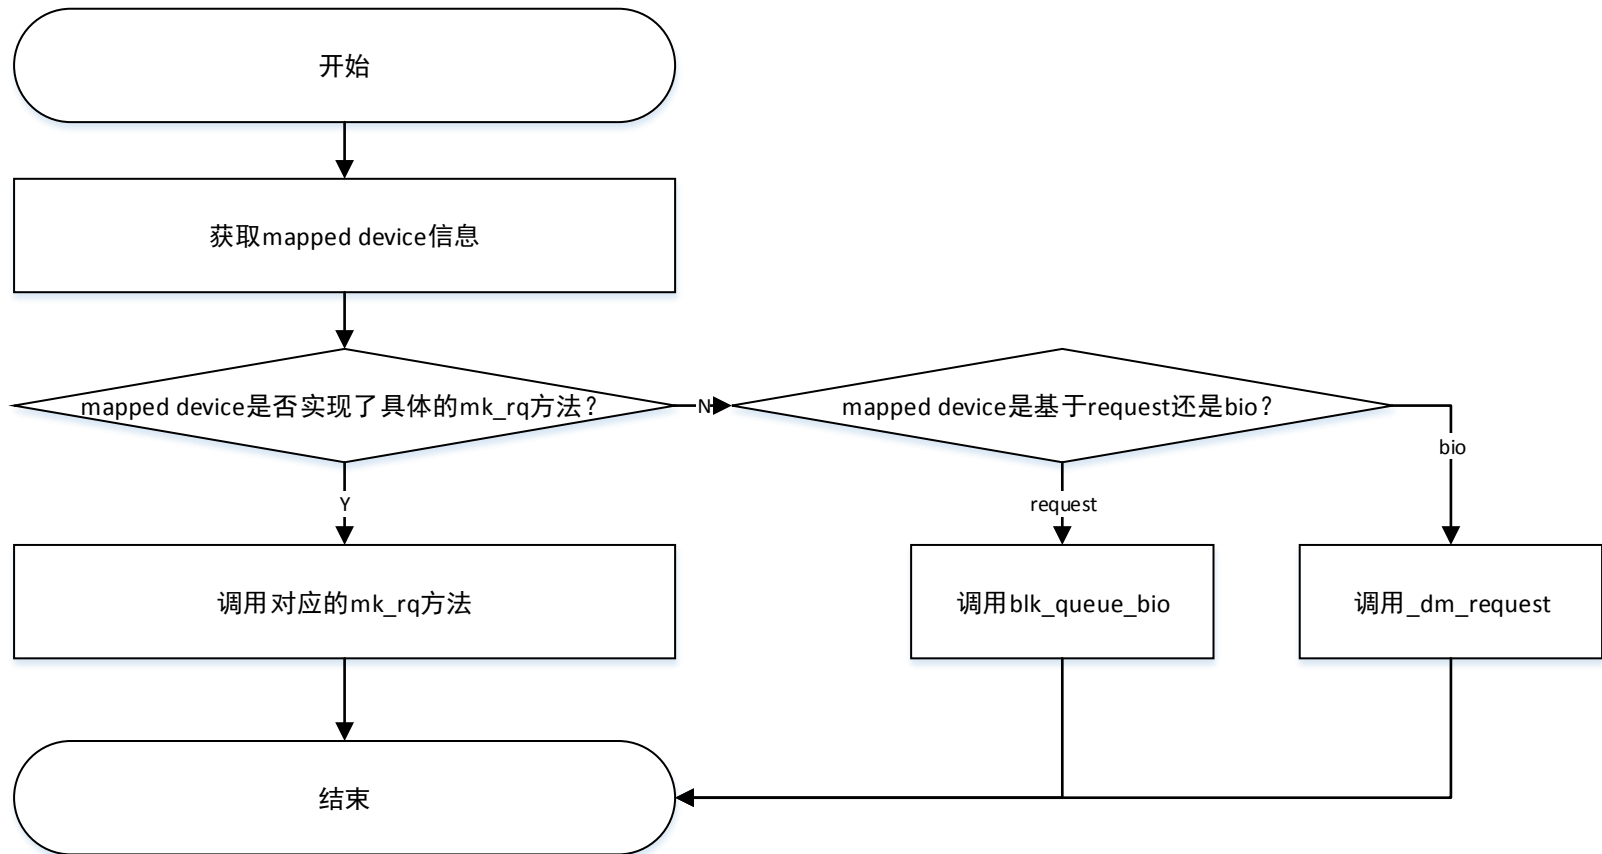 开始
获取mapped device信息
mapped device是否实现了具体的mk_rq方法？
N
mapped device是基于request还是bio？
bio
Y
request
调用对应的mk_rq方法
调用blk_queue_bio
调用_dm_request
结束